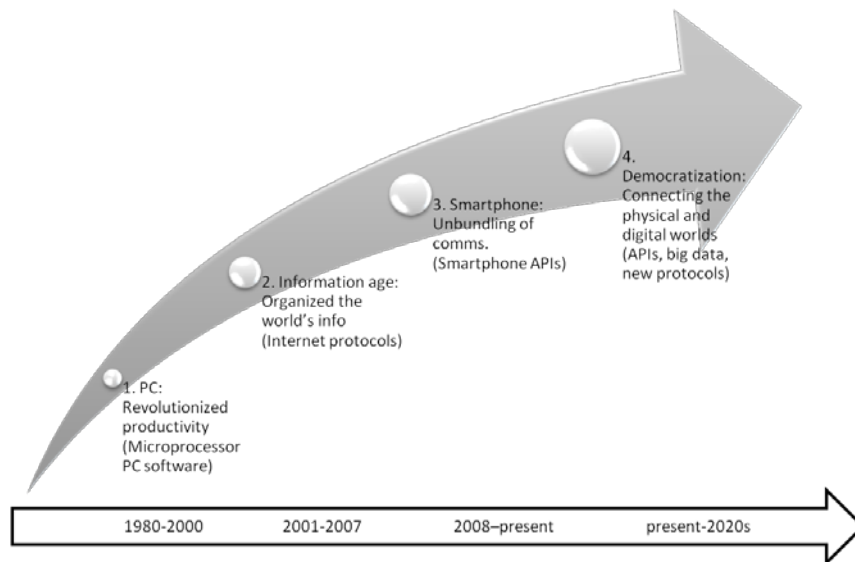 1. PC:
Revolutionized
productivity
(Microprocessor
PC software)
2. Information age:
Organized the
world's info
(Internet protocols)
3. Smartphone:
Unbundling of
comms.
(Smartphone APIs)
4.
Democratization:
Connecting the
physical and
digital worlds
(APIs, big data,
new protocols)
1980-2000
2001-2007
2008–present
present-2020s